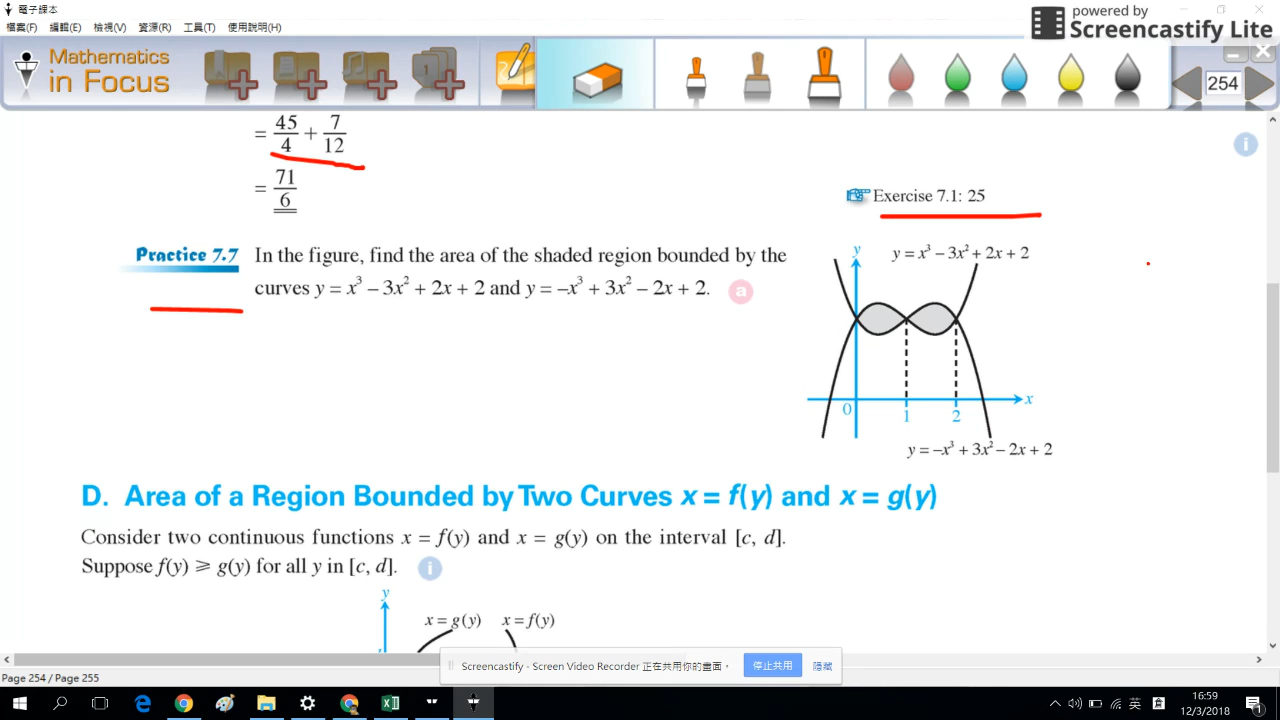 電子課本
powered by
Screencastify Lite
檔案(F) 編輯(E) 檢視(V) 資源(R) 工具(T) 使用說明(H)
Mathematics
in Focus
1
254
= 45/4 + 7/12
= 71/6
Exercise 7.1: 25
Practice 7.7 In the figure, find the area of the shaded region bounded by the
curves y = x³ – 3x² + 2x + 2 and y = –x³ + 3x² – 2x + 2. a
y
y = x³ – 3x² + 2x + 2
0 1 2 x
y = –x³ + 3x² – 2x + 2
D. Area of a Region Bounded by Two Curves x = f(y) and x = g(y)
Consider two continuous functions x = f(y) and x = g(y) on the interval [c, d].
Suppose f(y) ⩾ g(y) for all y in [c, d]. i
y
x = g(y) x = f(y)
Screencastify - Screen Video Recorder 正在共用你的畫面。 停止共用 隱藏
Page 254 / Page 255
英
16:59
12/3/2018
1